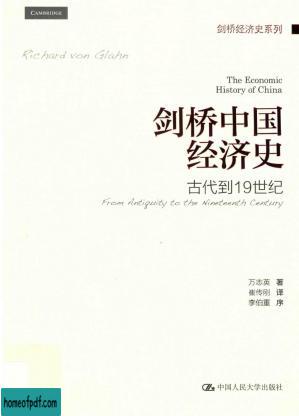 CAMBRIDGE
剑桥经济史系列
Richard von Glahn
The Economic
History of China
剑桥中国
经济史
古代到19世纪
From Antiquity to the Nineteenth Century
万志英 著
崔传刚 译
李伯重 序
中国人民大学出版社
homeofpdf.com